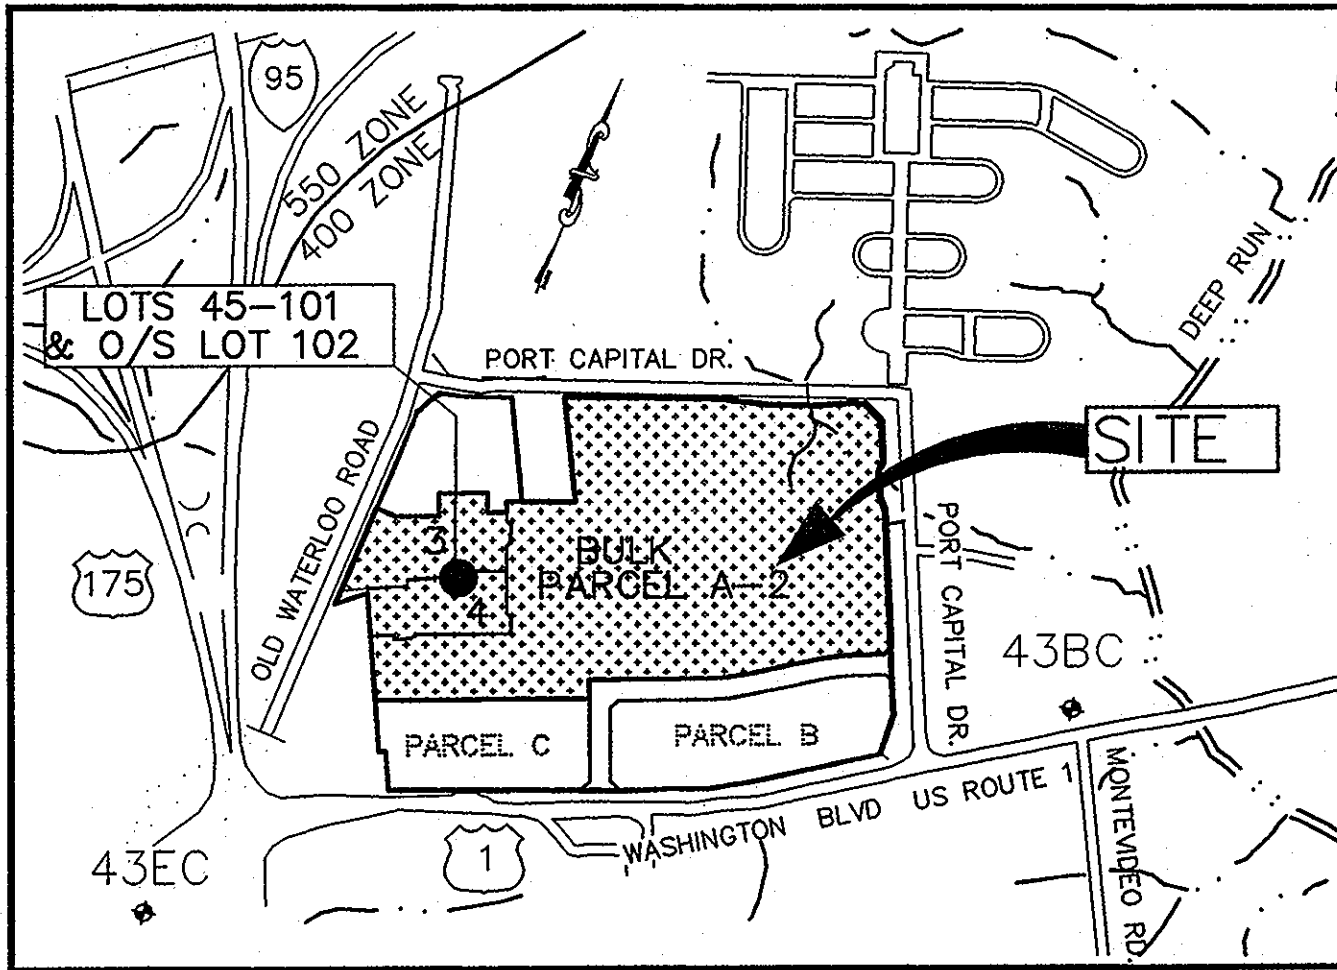 95
550 ZONE
400 ZONE
LOTS 45-101
& O/S LOT 102
PORT CAPITAL DR.
DEEP RUN
SITE
OLD WATERLOO ROAD
175
3
4
BULK
PARCEL A-2
PORT CAPITAL DR.
43BC
PARCEL C
PARCEL B
WASHINGTON BLVD US ROUTE 1
MONTEVIDEO RD.
1
43EC